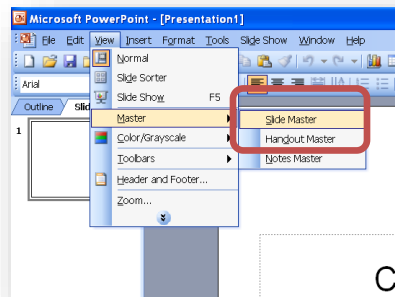 Microsoft PowerPoint - [Presentation1]
File Edit View Insert Format Tools Slide Show Window Help
Arial
Outline Slid
1
Normal
Slide Sorter
Slide Show F5
Master
Color/Grayscale
Toolbars
Header and Footer...
Zoom...
Slide Master
Handout Master
Notes Master
C